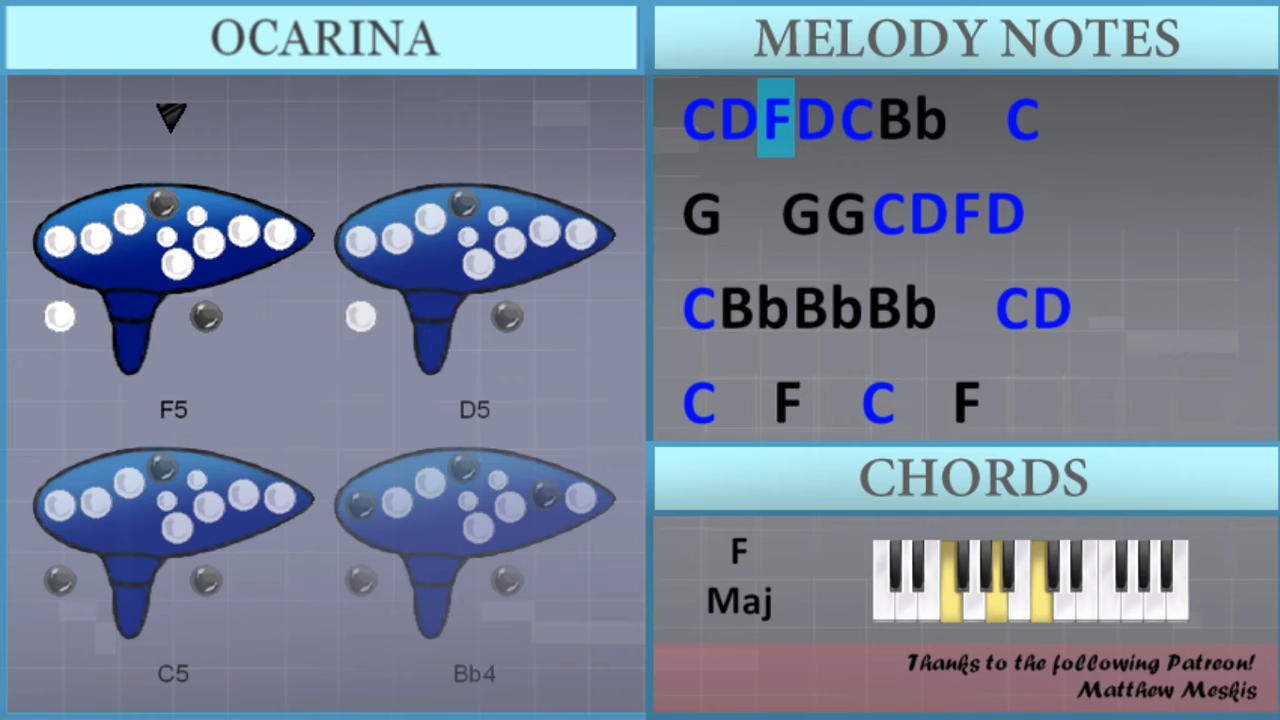 OCARINA
F5 D5
C5 Bb4
MELODY NOTES
CDFDCBb C
G GGCDFD
CBbBbBb CD
C F C F
CHORDS
F
Maj
Thanks to the following Patreon!
Matthew Meskis